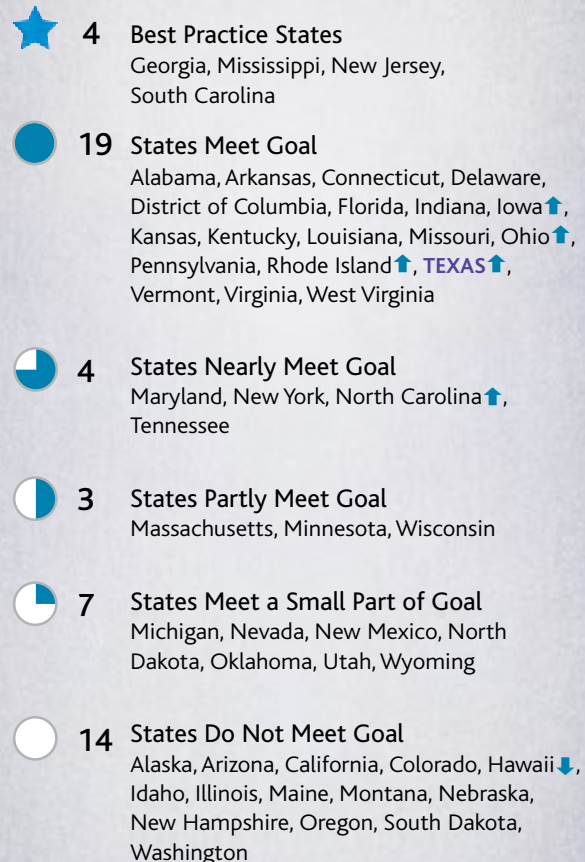 4 Best Practice States
Georgia, Mississippi, New Jersey,
South Carolina
19 States Meet Goal
Alabama, Arkansas, Connecticut, Delaware,
District of Columbia, Florida, Indiana, Iowa⬆,
Kansas, Kentucky, Louisiana, Missouri, Ohio⬆,
Pennsylvania, Rhode Island⬆, TEXAS⬆,
Vermont, Virginia, West Virginia
4 States Nearly Meet Goal
Maryland, New York, North Carolina⬆,
Tennessee
3 States Partly Meet Goal
Massachusetts, Minnesota, Wisconsin
7 States Meet a Small Part of Goal
Michigan, Nevada, New Mexico, North
Dakota, Oklahoma, Utah, Wyoming
14 States Do Not Meet Goal
Alaska, Arizona, California, Colorado, Hawaii⬇,
Idaho, Illinois, Maine, Montana, Nebraska,
New Hampshire, Oregon, South Dakota,
Washington